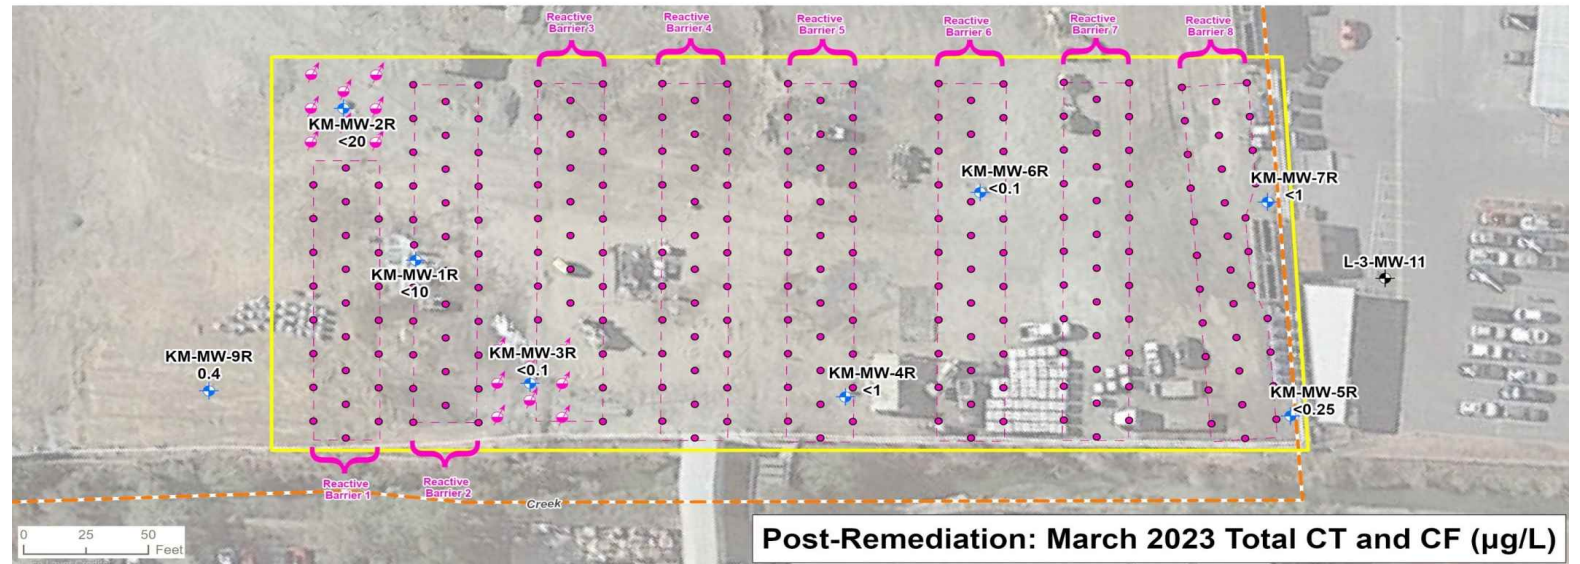 Reactive
Barrier 3
Reactive
Barrier 4
Reactive
Barrier 5
Reactive
Barrier 6
Reactive
Barrier 7
Reactive
Barrier 8
KM-MW-2R
<20
KM-MW-6R
<0.1
KM-MW-7R
<1
KM-MW-1R
<10
L-3-MW-11
KM-MW-9R
0.4
KM-MW-3R
<0.1
KM-MW-4R
<1
KM-MW-5R
<0.25
Reactive
Barrier 1
Reactive
Barrier 2
Creek
0 25 50
Feet
Post-Remediation: March 2023 Total CT and CF (µg/L)